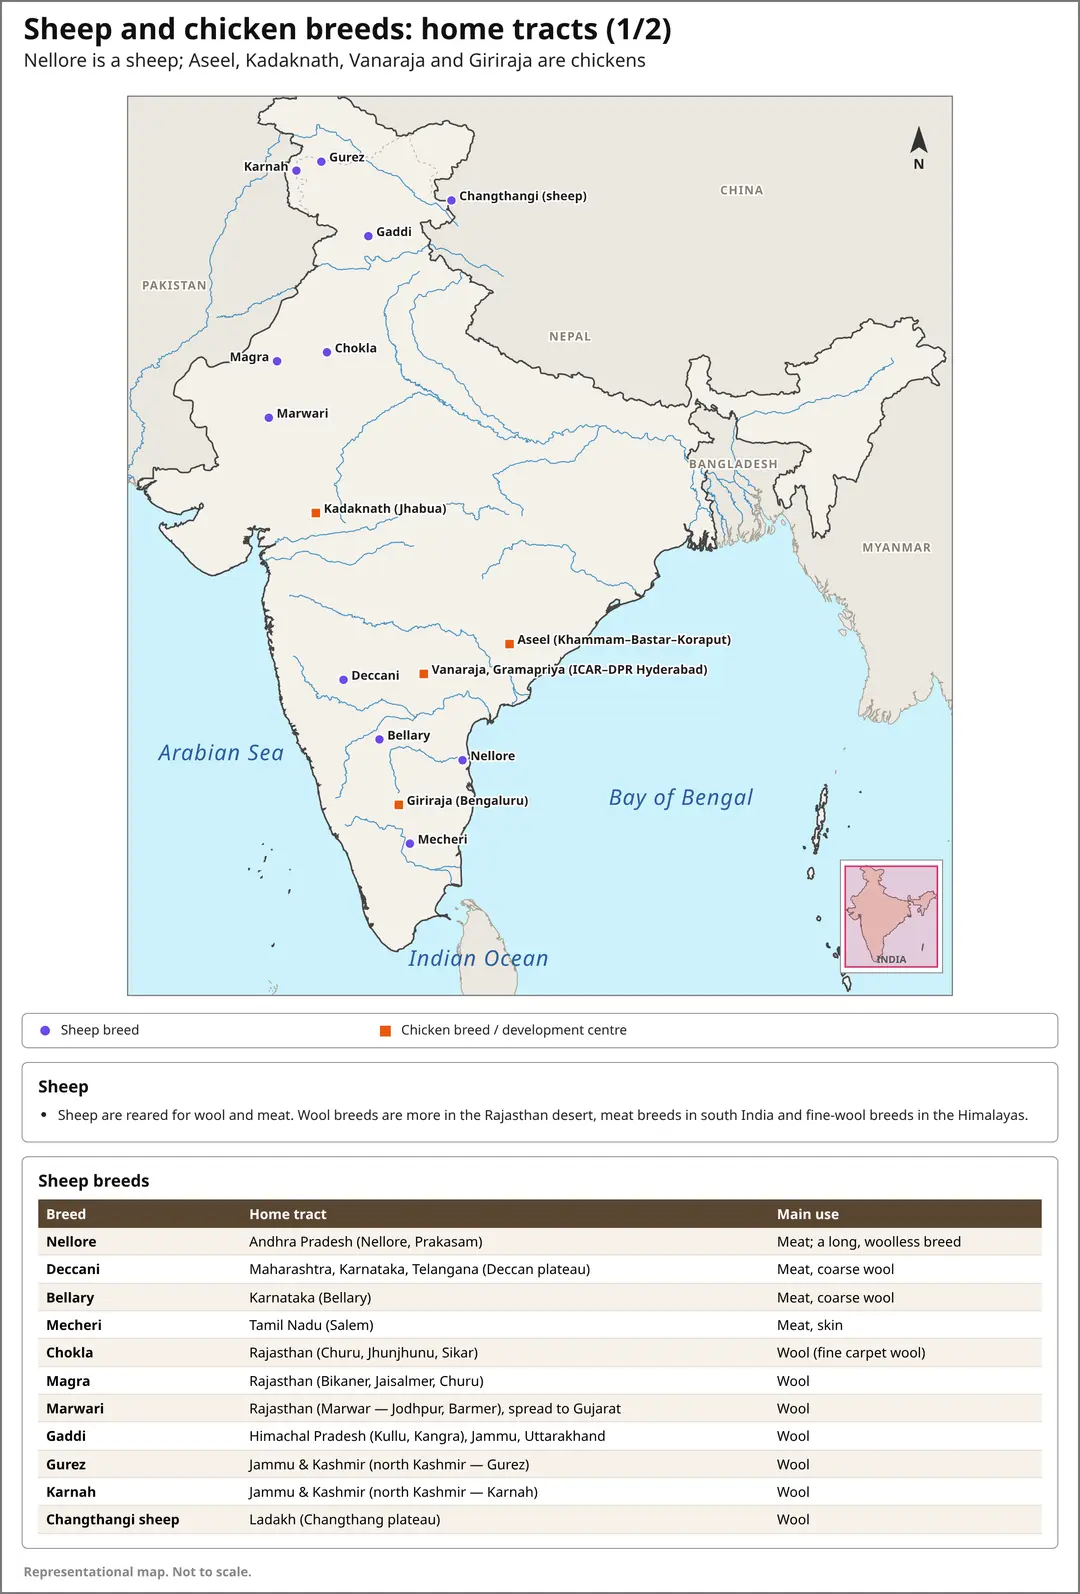 Sheep and chicken breeds: home tracts (1/2)
Nellore is a sheep; Aseel, Kadaknath, Vanaraja and Giriraja are chickens
N
Gurez
Karnah
CHINA
Changthangi (sheep)
Gaddi
PAKISTAN
NEPAL
Chokla
Magra
Marwari
BANGLADESH
Kadaknath (Jhabua)
MYANMAR
Aseel (Khammam–Bastar–Koraput)
Vanaraja, Gramapriya (ICAR–DPR Hyderabad)
Deccani
Bellary
Arabian Sea
Nellore
Bay of Bengal
Giriraja (Bengaluru)
Mecheri
Indian Ocean
INDIA
Sheep breed
Chicken breed / development centre
Sheep
• Sheep are reared for wool and meat. Wool breeds are more in the Rajasthan desert, meat breeds in south India and fine-wool breeds in the Himalayas.
Sheep breeds
Breed Home tract Main use
Nellore Andhra Pradesh (Nellore, Prakasam) Meat; a long, woolless breed
Deccani Maharashtra, Karnataka, Telangana (Deccan plateau) Meat, coarse wool
Bellary Karnataka (Bellary) Meat, coarse wool
Mecheri Tamil Nadu (Salem) Meat, skin
Chokla Rajasthan (Churu, Jhunjhunu, Sikar) Wool (fine carpet wool)
Magra Rajasthan (Bikaner, Jaisalmer, Churu) Wool
Marwari Rajasthan (Marwar — Jodhpur, Barmer), spread to Gujarat Wool
Gaddi Himachal Pradesh (Kullu, Kangra), Jammu, Uttarakhand Wool
Gurez Jammu & Kashmir (north Kashmir — Gurez) Wool
Karnah Jammu & Kashmir (north Kashmir — Karnah) Wool
Changthangi sheep Ladakh (Changthang plateau) Wool
Representational map. Not to scale.